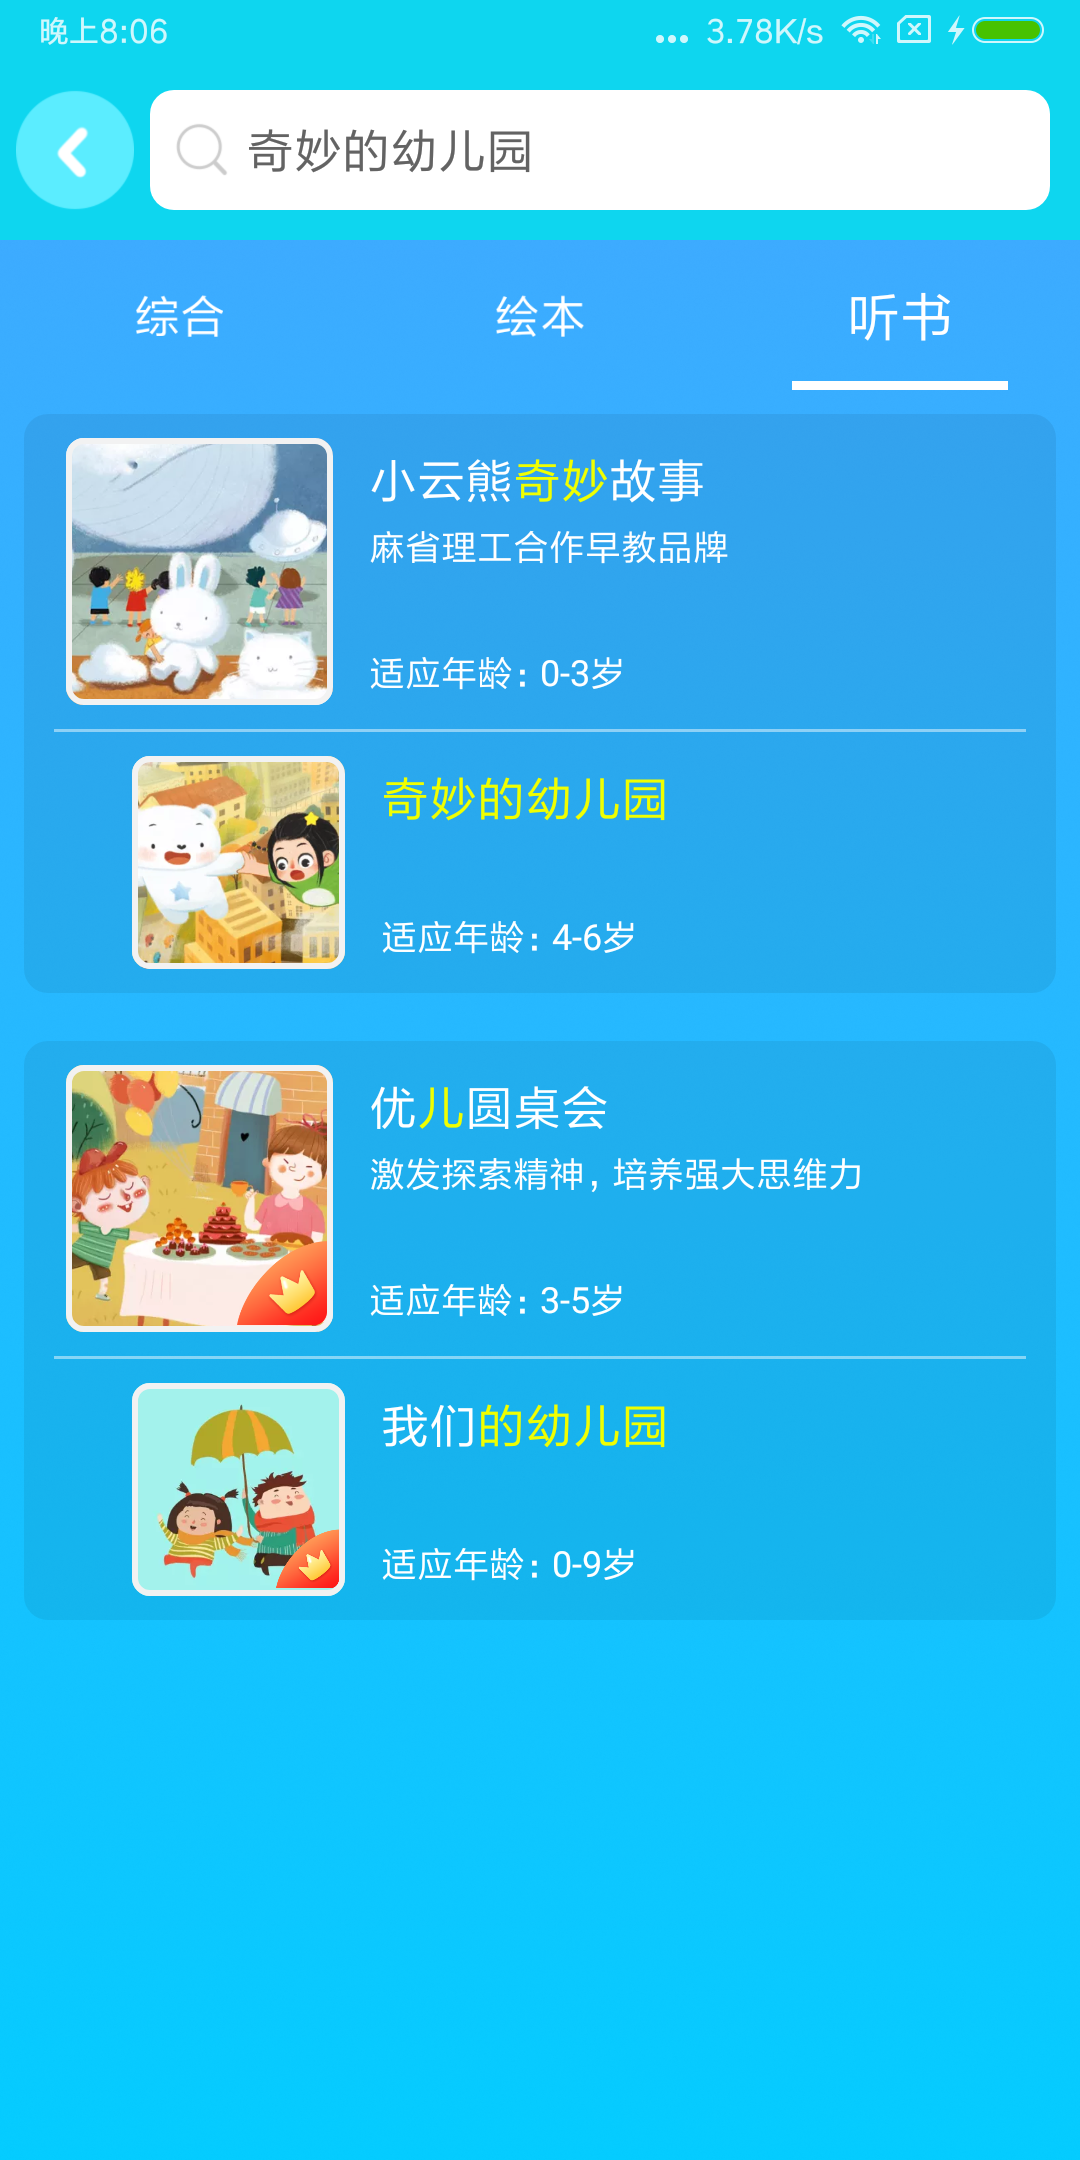 晚上8:06
... 3.78K/s
奇妙的幼儿园
综合 绘本 听书
小云熊奇妙故事
麻省理工合作早教品牌
适应年龄: 0-3岁
奇妙的幼儿园
适应年龄: 4-6岁
优儿圆桌会
激发探索精神, 培养强大思维力
适应年龄: 3-5岁
我们的幼儿园
适应年龄: 0-9岁